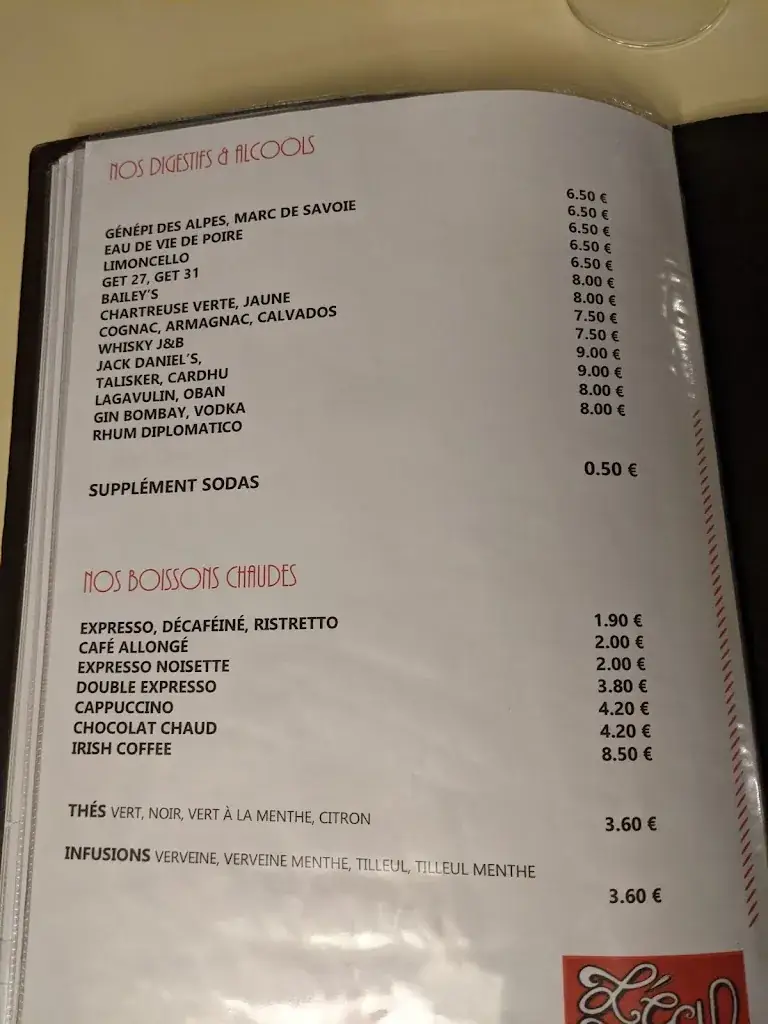 NOS DIGESTIFS & ALCOOLS
GÉNÉPI DES ALPES, MARC DE SAVOIE 6.50 €
EAU DE VIE DE POIRE 6.50 €
LIMONCELLO 6.50 €
GET 27, GET 31 6.50 €
BAILEY'S 6.50 €
CHARTREUSE VERTE, JAUNE 8.00 €
COGNAC, ARMAGNAC, CALVADOS 8.00 €
WHISKY J&B 7.50 €
JACK DANIEL'S, 7.50 €
TALISKER, CARDHU 9.00 €
LAGAVULIN, OBAN 9.00 €
GIN BOMBAY, VODKA 8.00 €
RHUM DIPLOMATICO 8.00 €
SUPPLÉMENT SODAS 0.50 €
NOS BOISSONS CHAUDES
EXPRESSO, DÉCAFÉINÉ, RISTRETTO 1.90 €
CAFÉ ALLONGÉ 2.00 €
EXPRESSO NOISETTE 2.00 €
DOUBLE EXPRESSO 3.80 €
CAPPUCCINO 4.20 €
CHOCOLAT CHAUD 4.20 €
IRISH COFFEE 8.50 €
THÉS VERT, NOIR, VERT À LA MENTHE, CITRON 3.60 €
INFUSIONS VERVEINE, VERVEINE MENTHE, TILLEUL, TILLEUL MENTHE
3.60 €